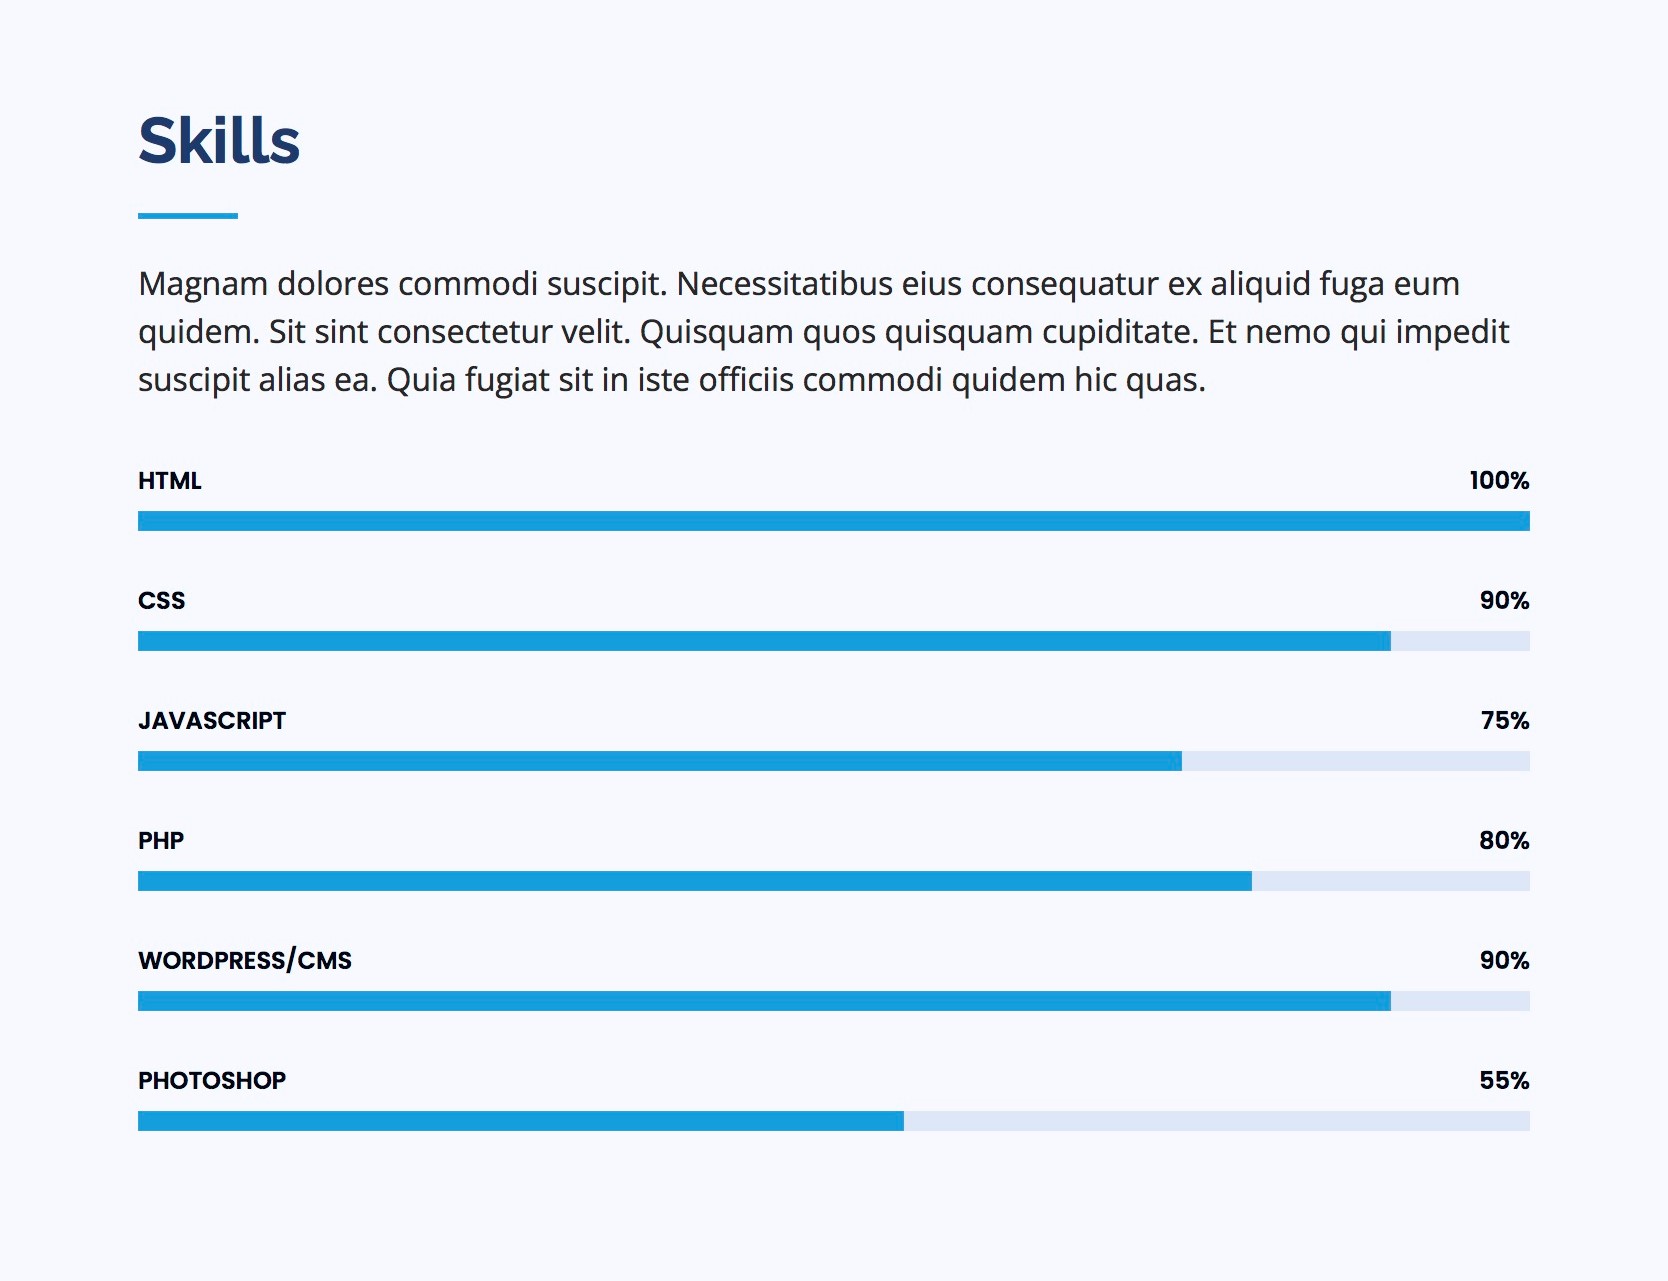 Skills
Magnam dolores commodi suscipit. Necessitatibus eius consequatur ex aliquid fuga eum
quidem. Sit sint consectetur velit. Quisquam quos quisquam cupiditate. Et nemo qui impedit
suscipit alias ea. Quia fugiat sit in iste officiis commodi quidem hic quas.
HTML 100%
CSS 90%
JAVASCRIPT 75%
PHP 80%
WORDPRESS/CMS 90%
PHOTOSHOP 55%